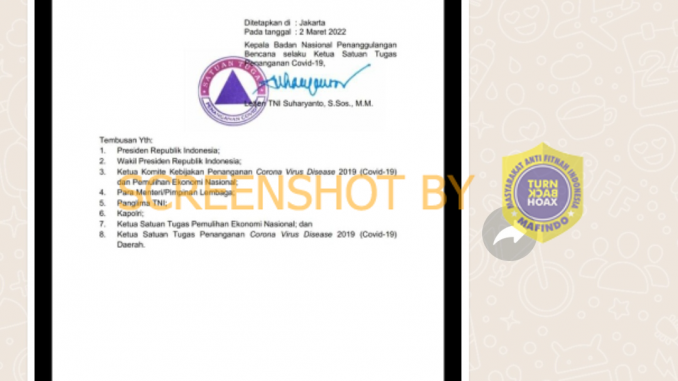 Ditetapkan di : Jakarta
Pada tanggal : 2 Maret 2022
Kepala Badan Nasional Penanggulangan
Bencana selaku Ketua Satuan Tugas
Penanganan Covid-19,
SATUAN TUGAS
PENANGANAN COVID-19
Letjen TNI Suharyanto, S.Sos., M.M.
Tembusan Yth:
1. Presiden Republik Indonesia;
2. Wakil Presiden Republik Indonesia;
3. Ketua Komite Kebijakan Penanganan Corona Virus Disease 2019 (Covid-19)
dan Pemulihan Ekonomi Nasional;
4. Para Menteri/Pimpinan Lembaga;
5. Panglima TNI;
6. Kapolri;
7. Ketua Satuan Tugas Pemulihan Ekonomi Nasional; dan
8. Ketua Satuan Tugas Penanganan Corona Virus Disease 2019 (Covid-19)
Daerah.
SCREENSHOT BY
MASYARAKAT ANTI FITNAH INDONESIA
TURN
BACK
HOAX
MAFINDO